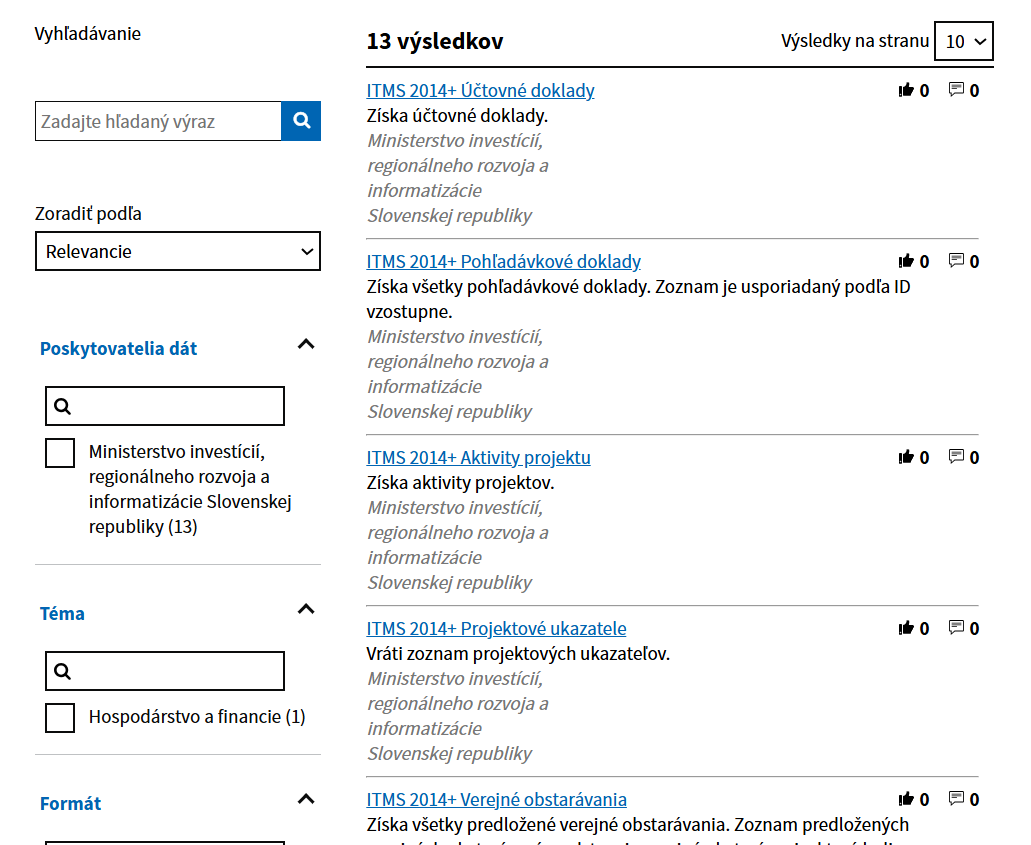 Vyhľadávanie
Zadajte hľadaný výraz
Zoradiť podľa
Relevancie
Poskytovatelia dát
Ministerstvo investícií,
regionálneho rozvoja a
informatizácie Slovenskej
republiky (13)
Téma
Hospodárstvo a financie (1)
Formát
13 výsledkov
Výsledky na stranu 10
ITMS 2014+ Účtovné doklady 0 0
Získa účtovné doklady.
Ministerstvo investícií,
regionálneho rozvoja a
informatizácie
Slovenskej republiky
ITMS 2014+ Pohľadávkové doklady 0 0
Získa všetky pohľadávkové doklady. Zoznam je usporiadaný podľa ID
vzostupne.
Ministerstvo investícií,
regionálneho rozvoja a
informatizácie
Slovenskej republiky
ITMS 2014+ Aktivity projektu 0 0
Získa aktivity projektov.
Ministerstvo investícií,
regionálneho rozvoja a
informatizácie
Slovenskej republiky
ITMS 2014+ Projektové ukazatele 0 0
Vráti zoznam projektových ukazateľov.
Ministerstvo investícií,
regionálneho rozvoja a
informatizácie
Slovenskej republiky
ITMS 2014+ Verejné obstarávania 0 0
Získa všetky predložené verejné obstarávania. Zoznam predložených